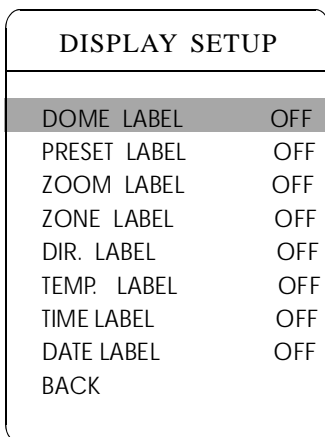 DISPLAY SETUP
DOME LABEL OFF
PRESET LABEL OFF
ZOOM LABEL OFF
ZONE LABEL OFF
DIR. LABEL OFF
TEMP. LABEL OFF
TIME LABEL OFF
DATE LABEL OFF
BACK